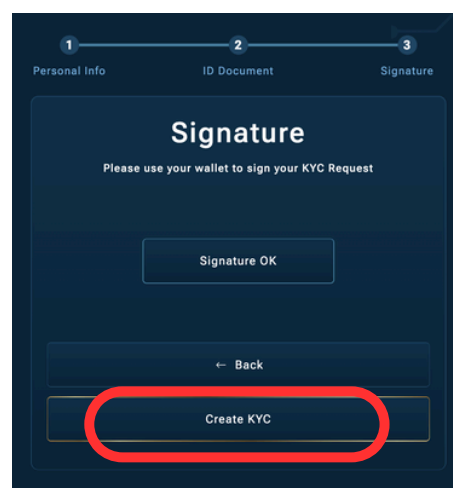 1 2 3
Personal Info ID Document Signature
Signature
Please use your wallet to sign your KYC Request
Signature OK
← Back
Create KYC